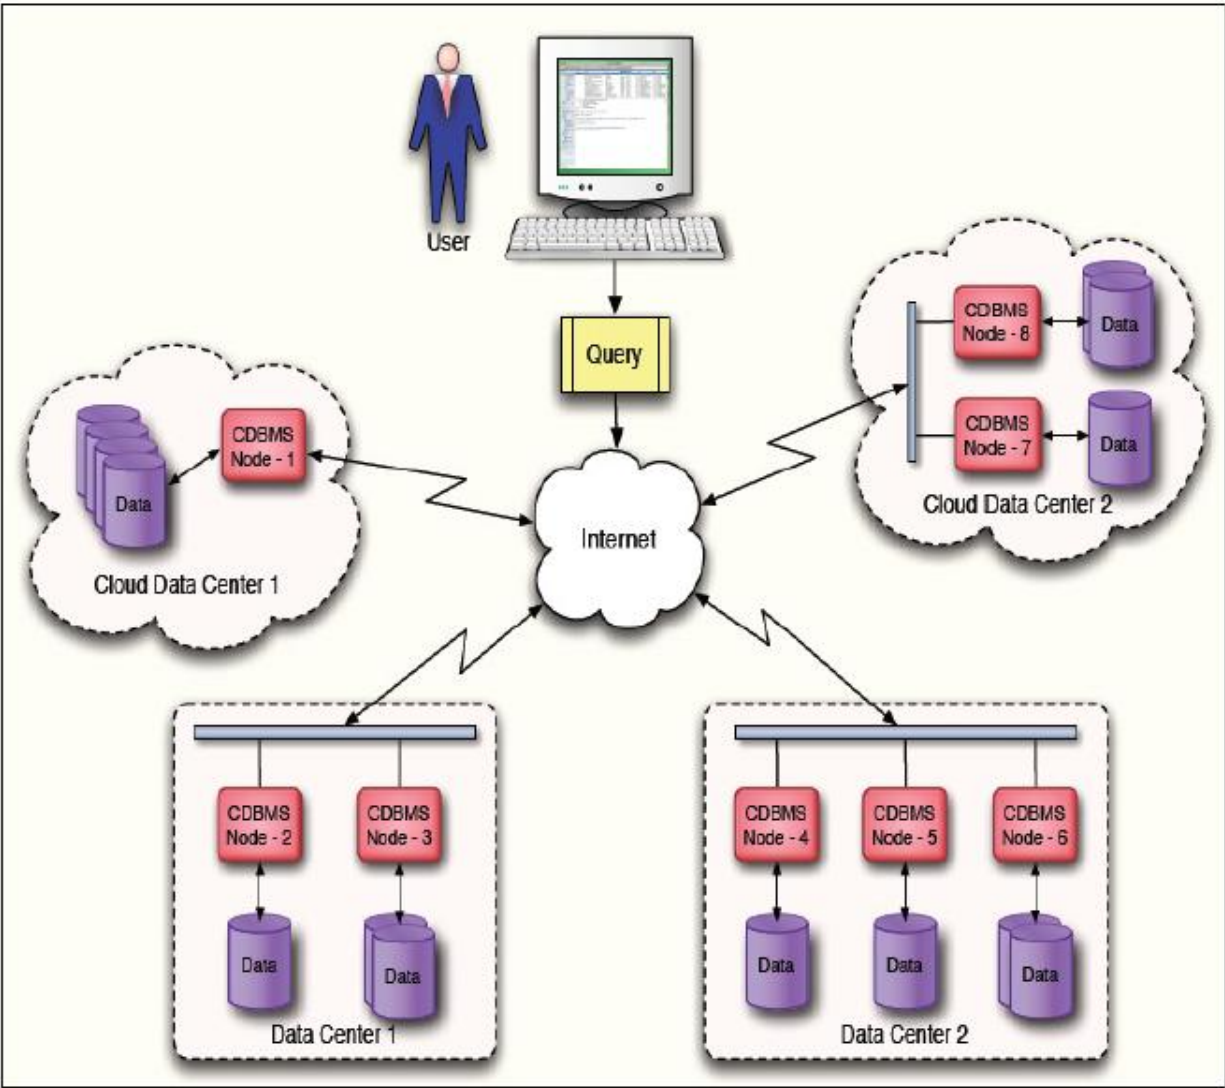 User
Query
Internet
CDBMS
Node - 1
Data
Cloud Data Center 1
CDBMS
Node - 8
Data
CDBMS
Node - 7
Data
Cloud Data Center 2
CDBMS
Node - 2
CDBMS
Node - 3
Data
Data
Data Center 1
CDBMS
Node - 4
CDBMS
Node - 5
CDBMS
Node - 6
Data
Data
Data
Data Center 2